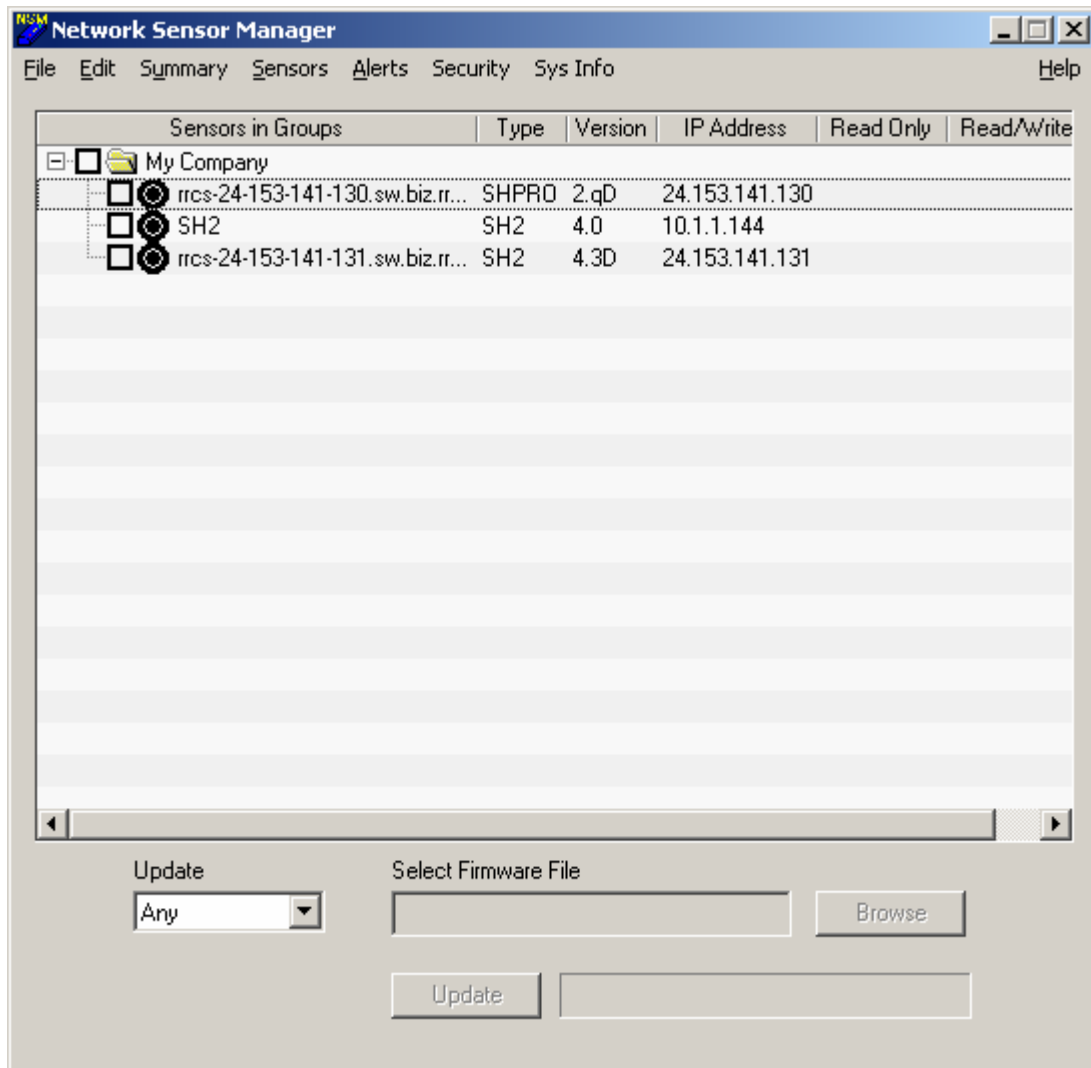 NSM Network Sensor Manager
File Edit Summary Sensors Alerts Security Sys Info Help
Sensors in Groups Type Version IP Address Read Only Read/Write
My Company
rrcs-24-153-141-130.sw.biz.rr... SHPRO 2.qD 24.153.141.130
SH2 SH2 4.0 10.1.1.144
rrcs-24-153-141-131.sw.biz.rr... SH2 4.3D 24.153.141.131
Update Select Firmware File
Any Browse
Update